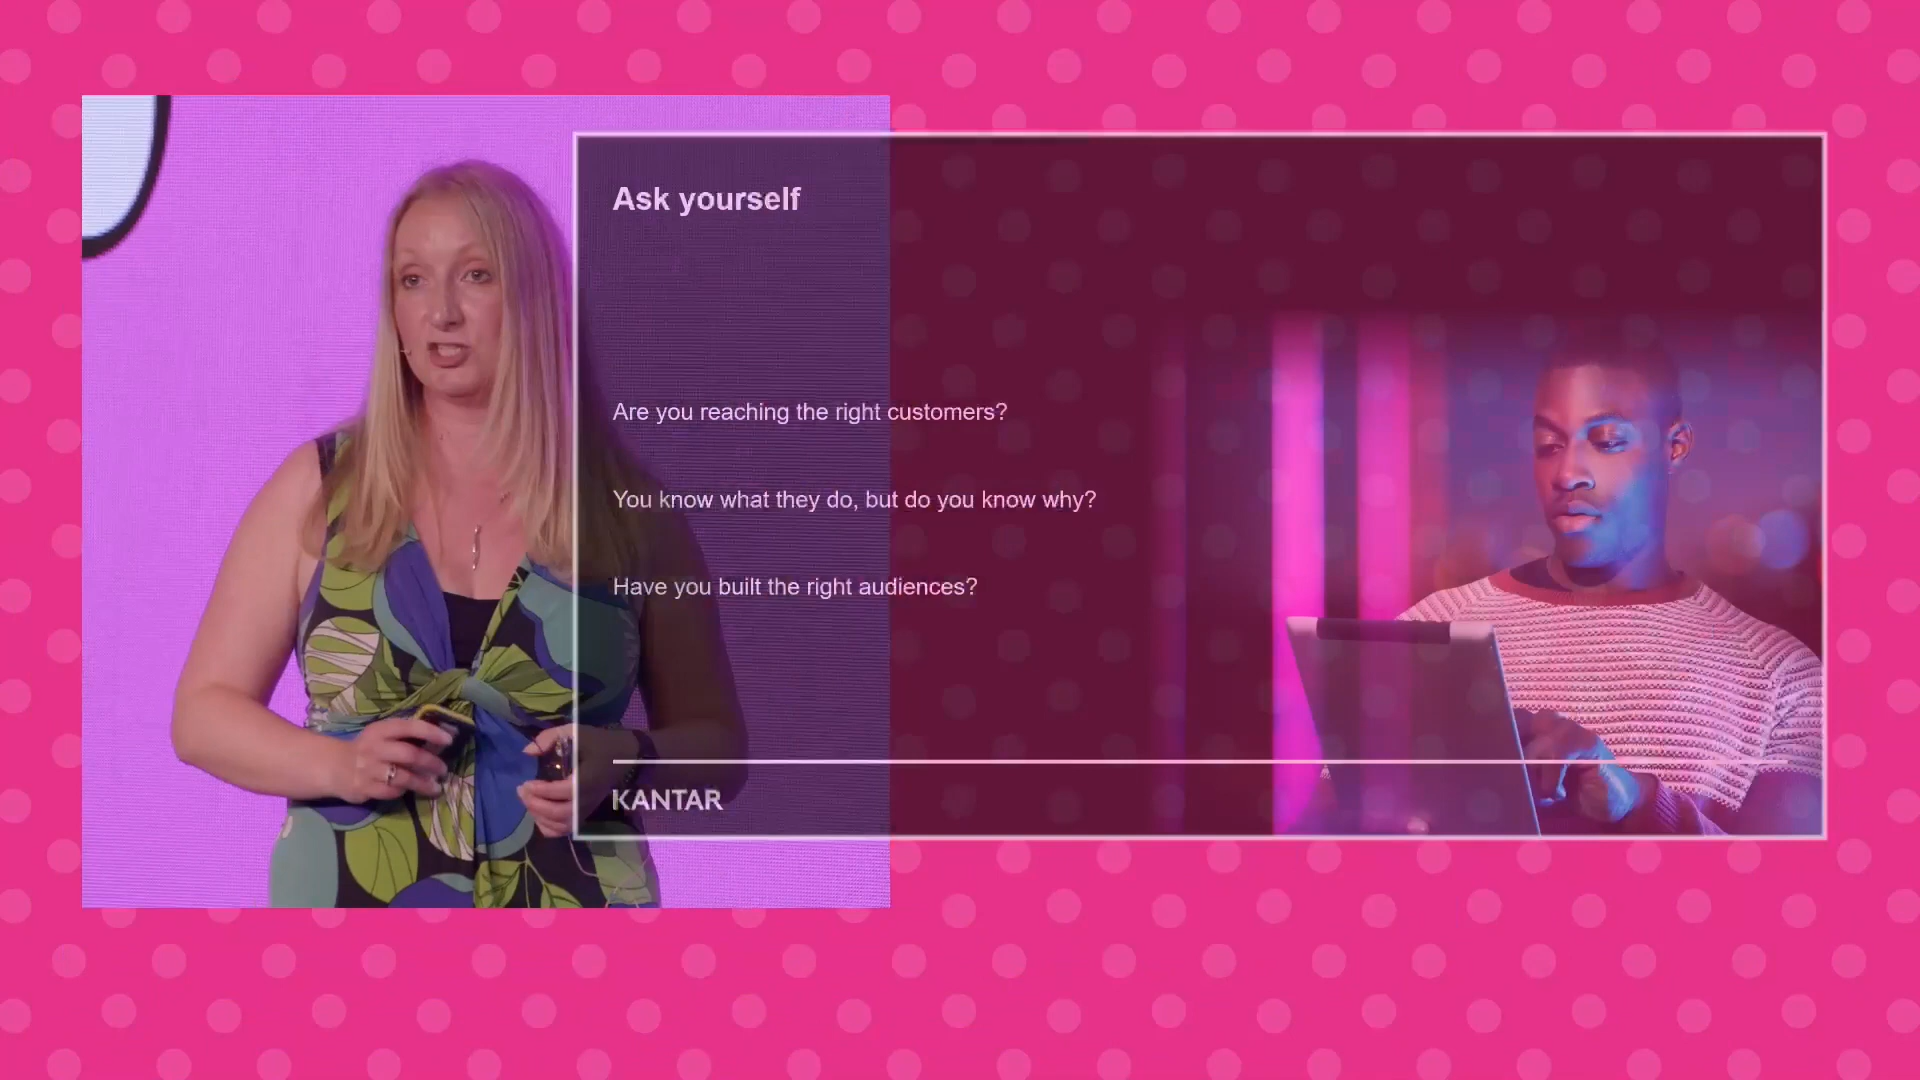 Ask yourself
Are you reaching the right customers?
You know what they do, but do you know why?
Have you built the right audiences?
KANTAR